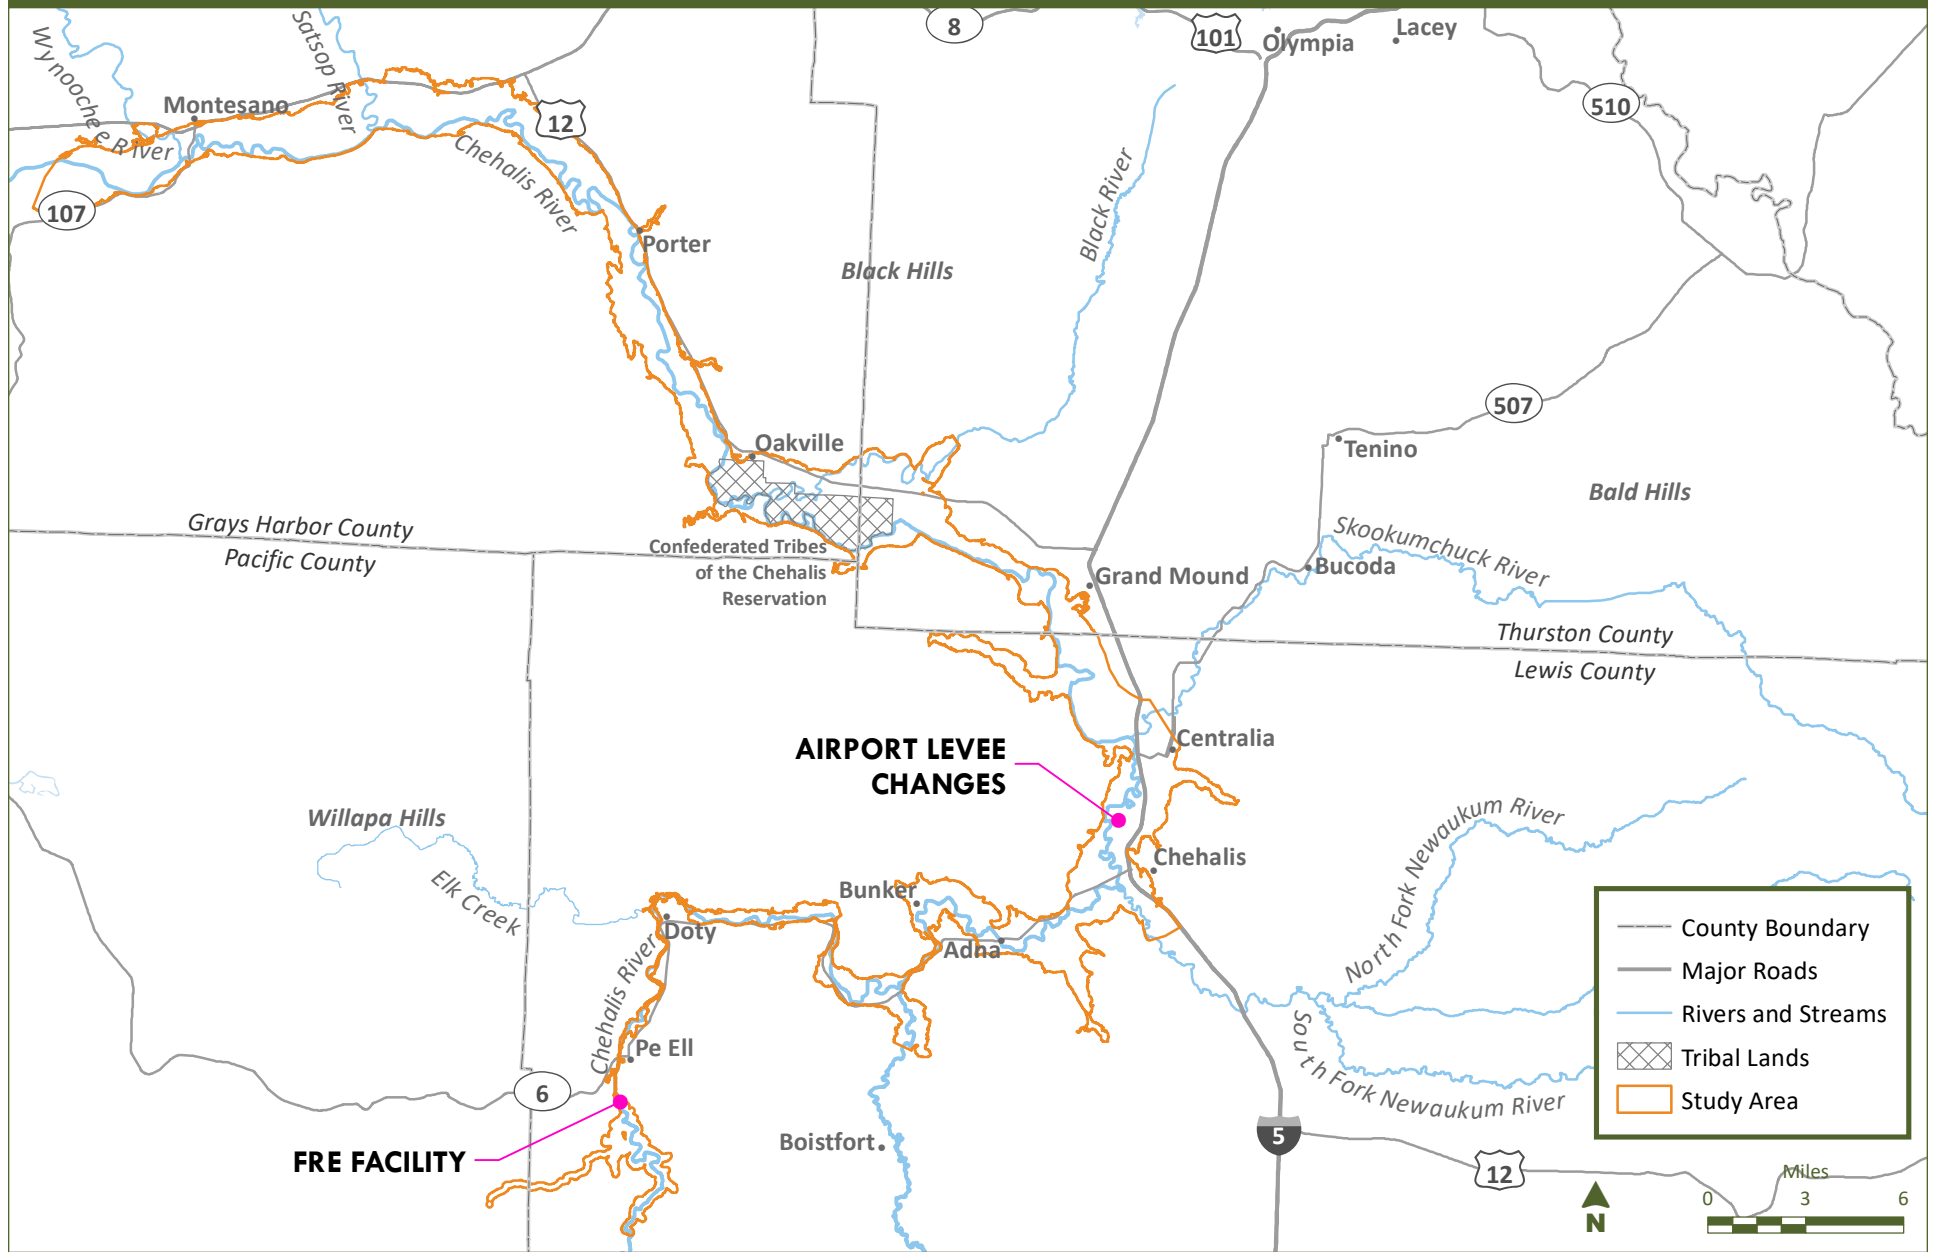 8
101
Olympia
Lacey
Wynoochee River
Satsop River
Montesano
12
510
Chehalis River
107
Porter
Black Hills
Black River
507
Oakville
Tenino
Bald Hills
Grays Harbor County
Pacific County
Confederated Tribes
of the Chehalis
Reservation
Skookumchuck River
Grand Mound
Bucoda
Thurston County
Lewis County
AIRPORT LEVEE
CHANGES
Centralia
Willapa Hills
North Fork Newaukum River
Chehalis
Elk Creek
Bunker
Doty
Adna
Chehalis River
Pe Ell
6
South Fork Newaukum River
FRE FACILITY
Boistfort
5
12
County Boundary
Major Roads
Rivers and Streams
Tribal Lands
Study Area
Miles
0 3 6
N